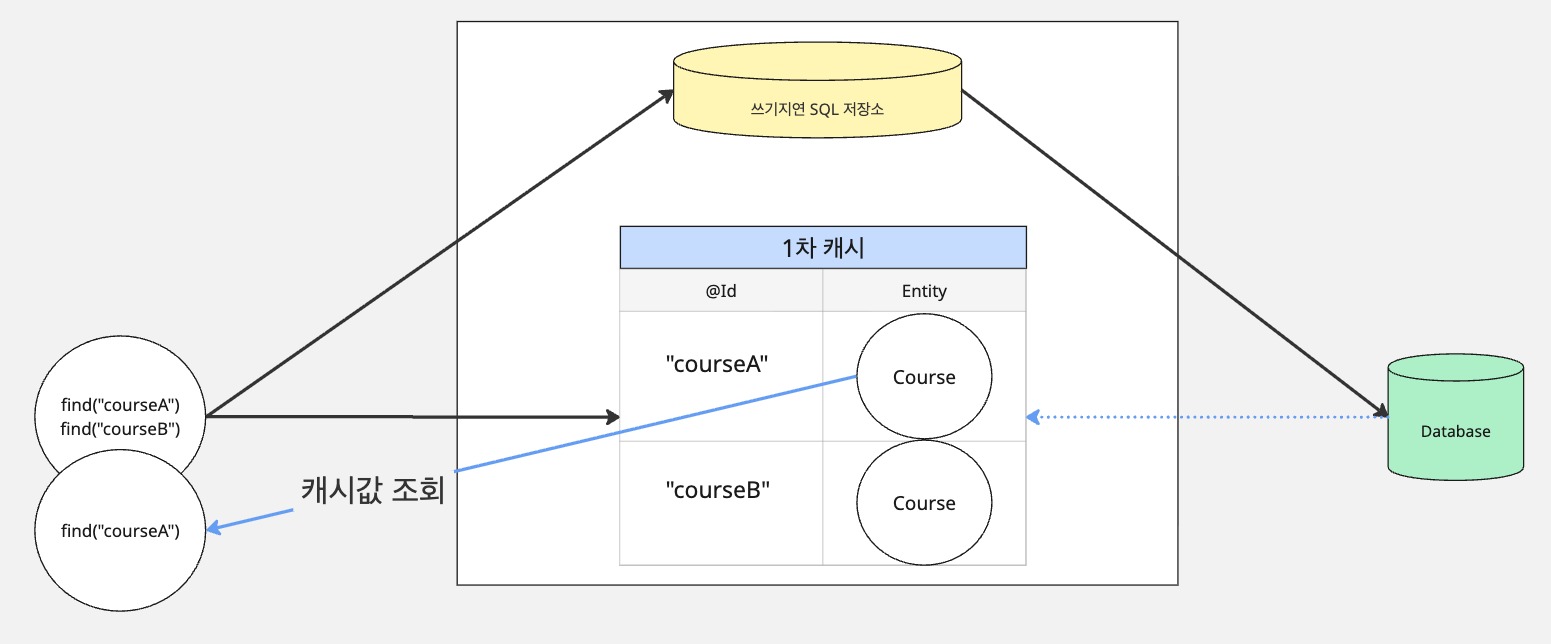 쓰기지연 SQL 저장소
1차 캐시
@Id
Entity
"courseA"
Course
find("courseA")
find("courseB")
Database
캐시값 조회
"courseB"
Course
find("courseA")